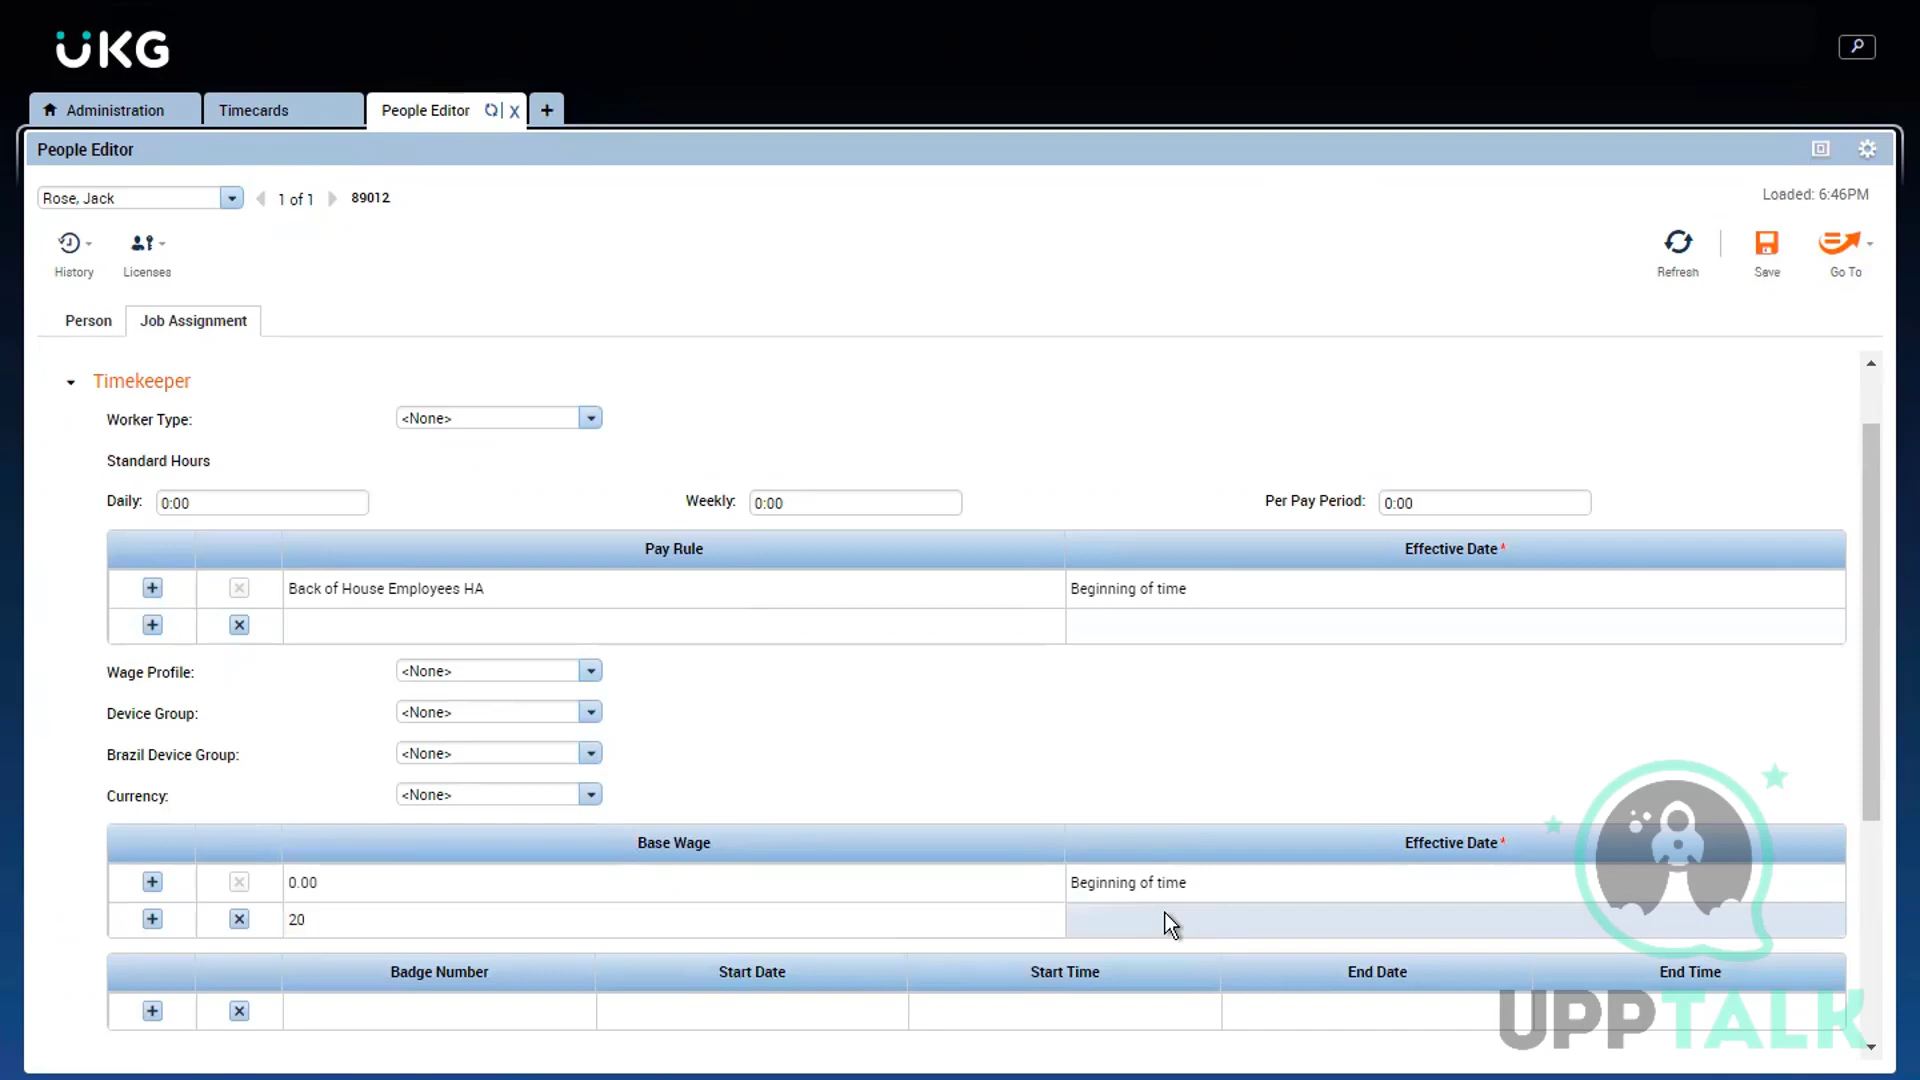 UKG
Administration
Timecards
People Editor
X
+
People Editor
Rose, Jack
1 of 1
89012
Loaded: 6:46PM
History
Licenses
Refresh
Save
Go To
Person
Job Assignment
Timekeeper
Worker Type:
<None>
Standard Hours
Daily:
0:00
Weekly:
0:00
Per Pay Period:
0:00
Pay Rule
Effective Date*
Back of House Employees HA
Beginning of time
Wage Profile:
<None>
Device Group:
<None>
Brazil Device Group:
<None>
Currency:
<None>
Base Wage
Effective Date*
0.00
Beginning of time
20
Badge Number
Start Date
Start Time
End Date
End Time
UPPTALK